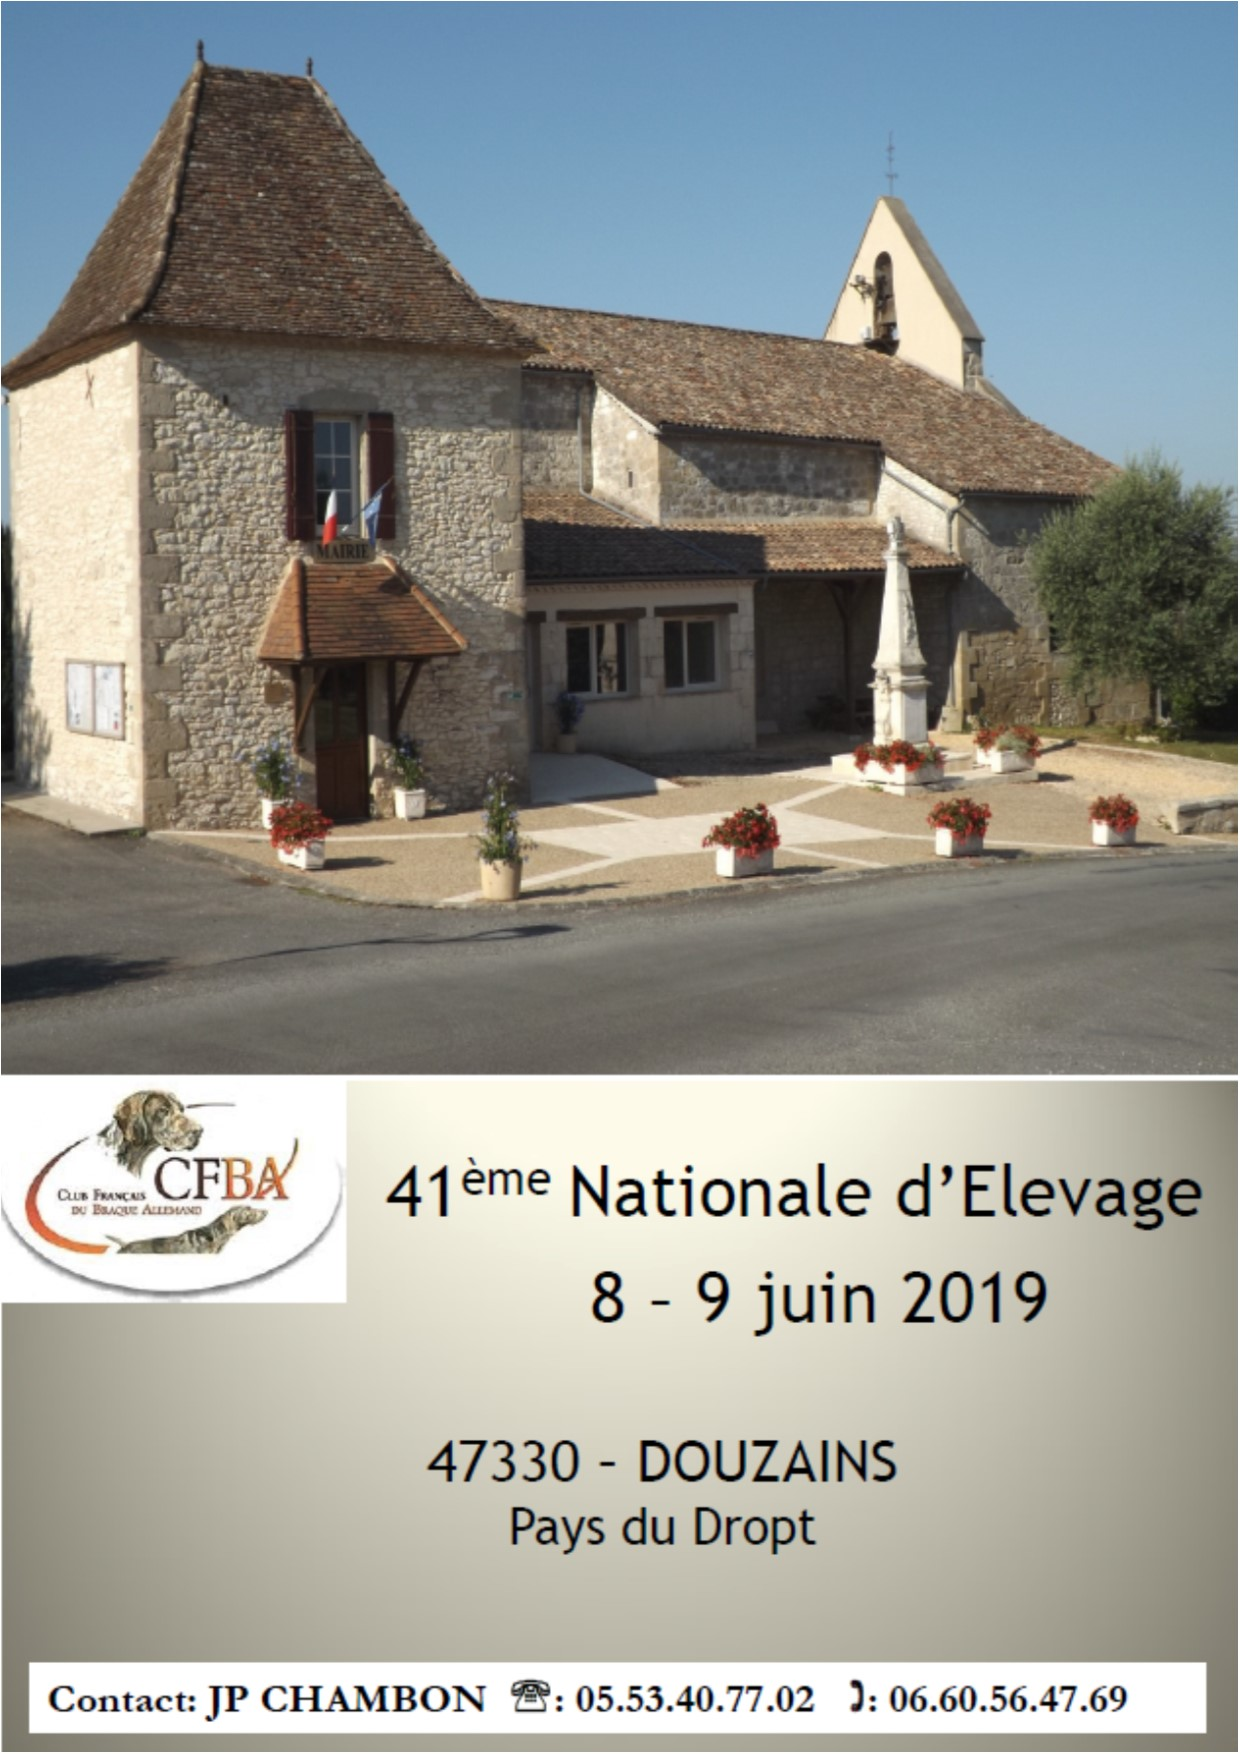 MAIRIE
CFBA
CLUB FRANÇAIS
DU BRAQUE ALLEMAND
41ème Nationale d’Elevage
8 – 9 juin 2019
47330 – DOUZAINS
Pays du Dropt
Contact: JP CHAMBON ☎: 05.53.40.77.02 : 06.60.56.47.69